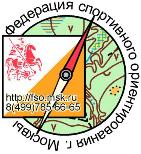 Федерация спортивного ориентирования г. Москвы
http://fso.msk.ru
8(499)785-66-65